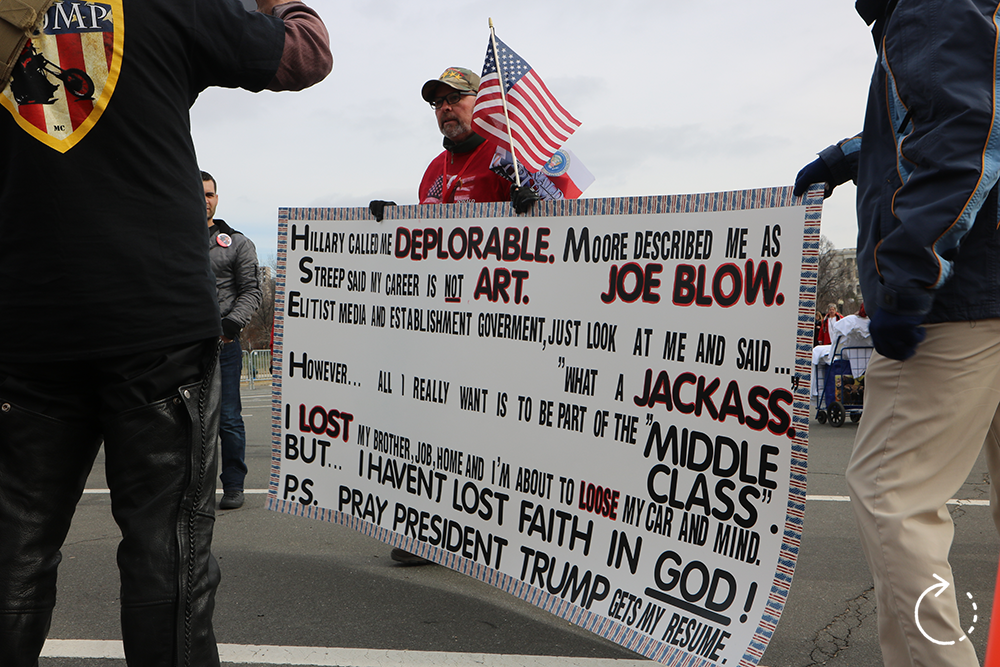 UMP
MC
HILLARY CALLED ME DEPLORABLE. MOORE DESCRIBED ME AS
STREEP SAID MY CAREER IS NOT ART. JOE BLOW.
ELITIST MEDIA AND ESTABLISHMENT GOVERMENT, JUST LOOK AT ME AND SAID...
"WHAT A JACKASS."
HOWEVER... ALL I REALLY WANT IS TO BE PART OF THE "MIDDLE
CLASS".
I LOST MY BROTHER, JOB, HOME AND I'M ABOUT TO LOOSE MY CAR AND MIND.
BUT... I HAVENT LOST FAITH IN GOD!
P.S. PRAY PRESIDENT TRUMP GETS MY RESUME.